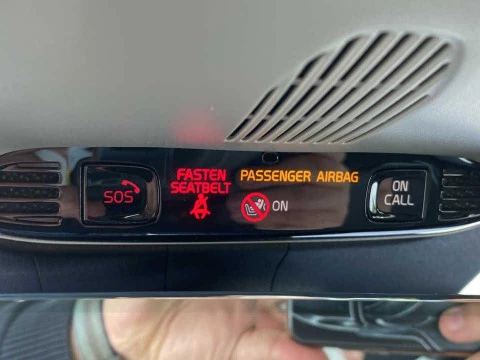 SOS
FASTEN
SEATBELT
PASSENGER AIRBAG
ON
ON
CALL